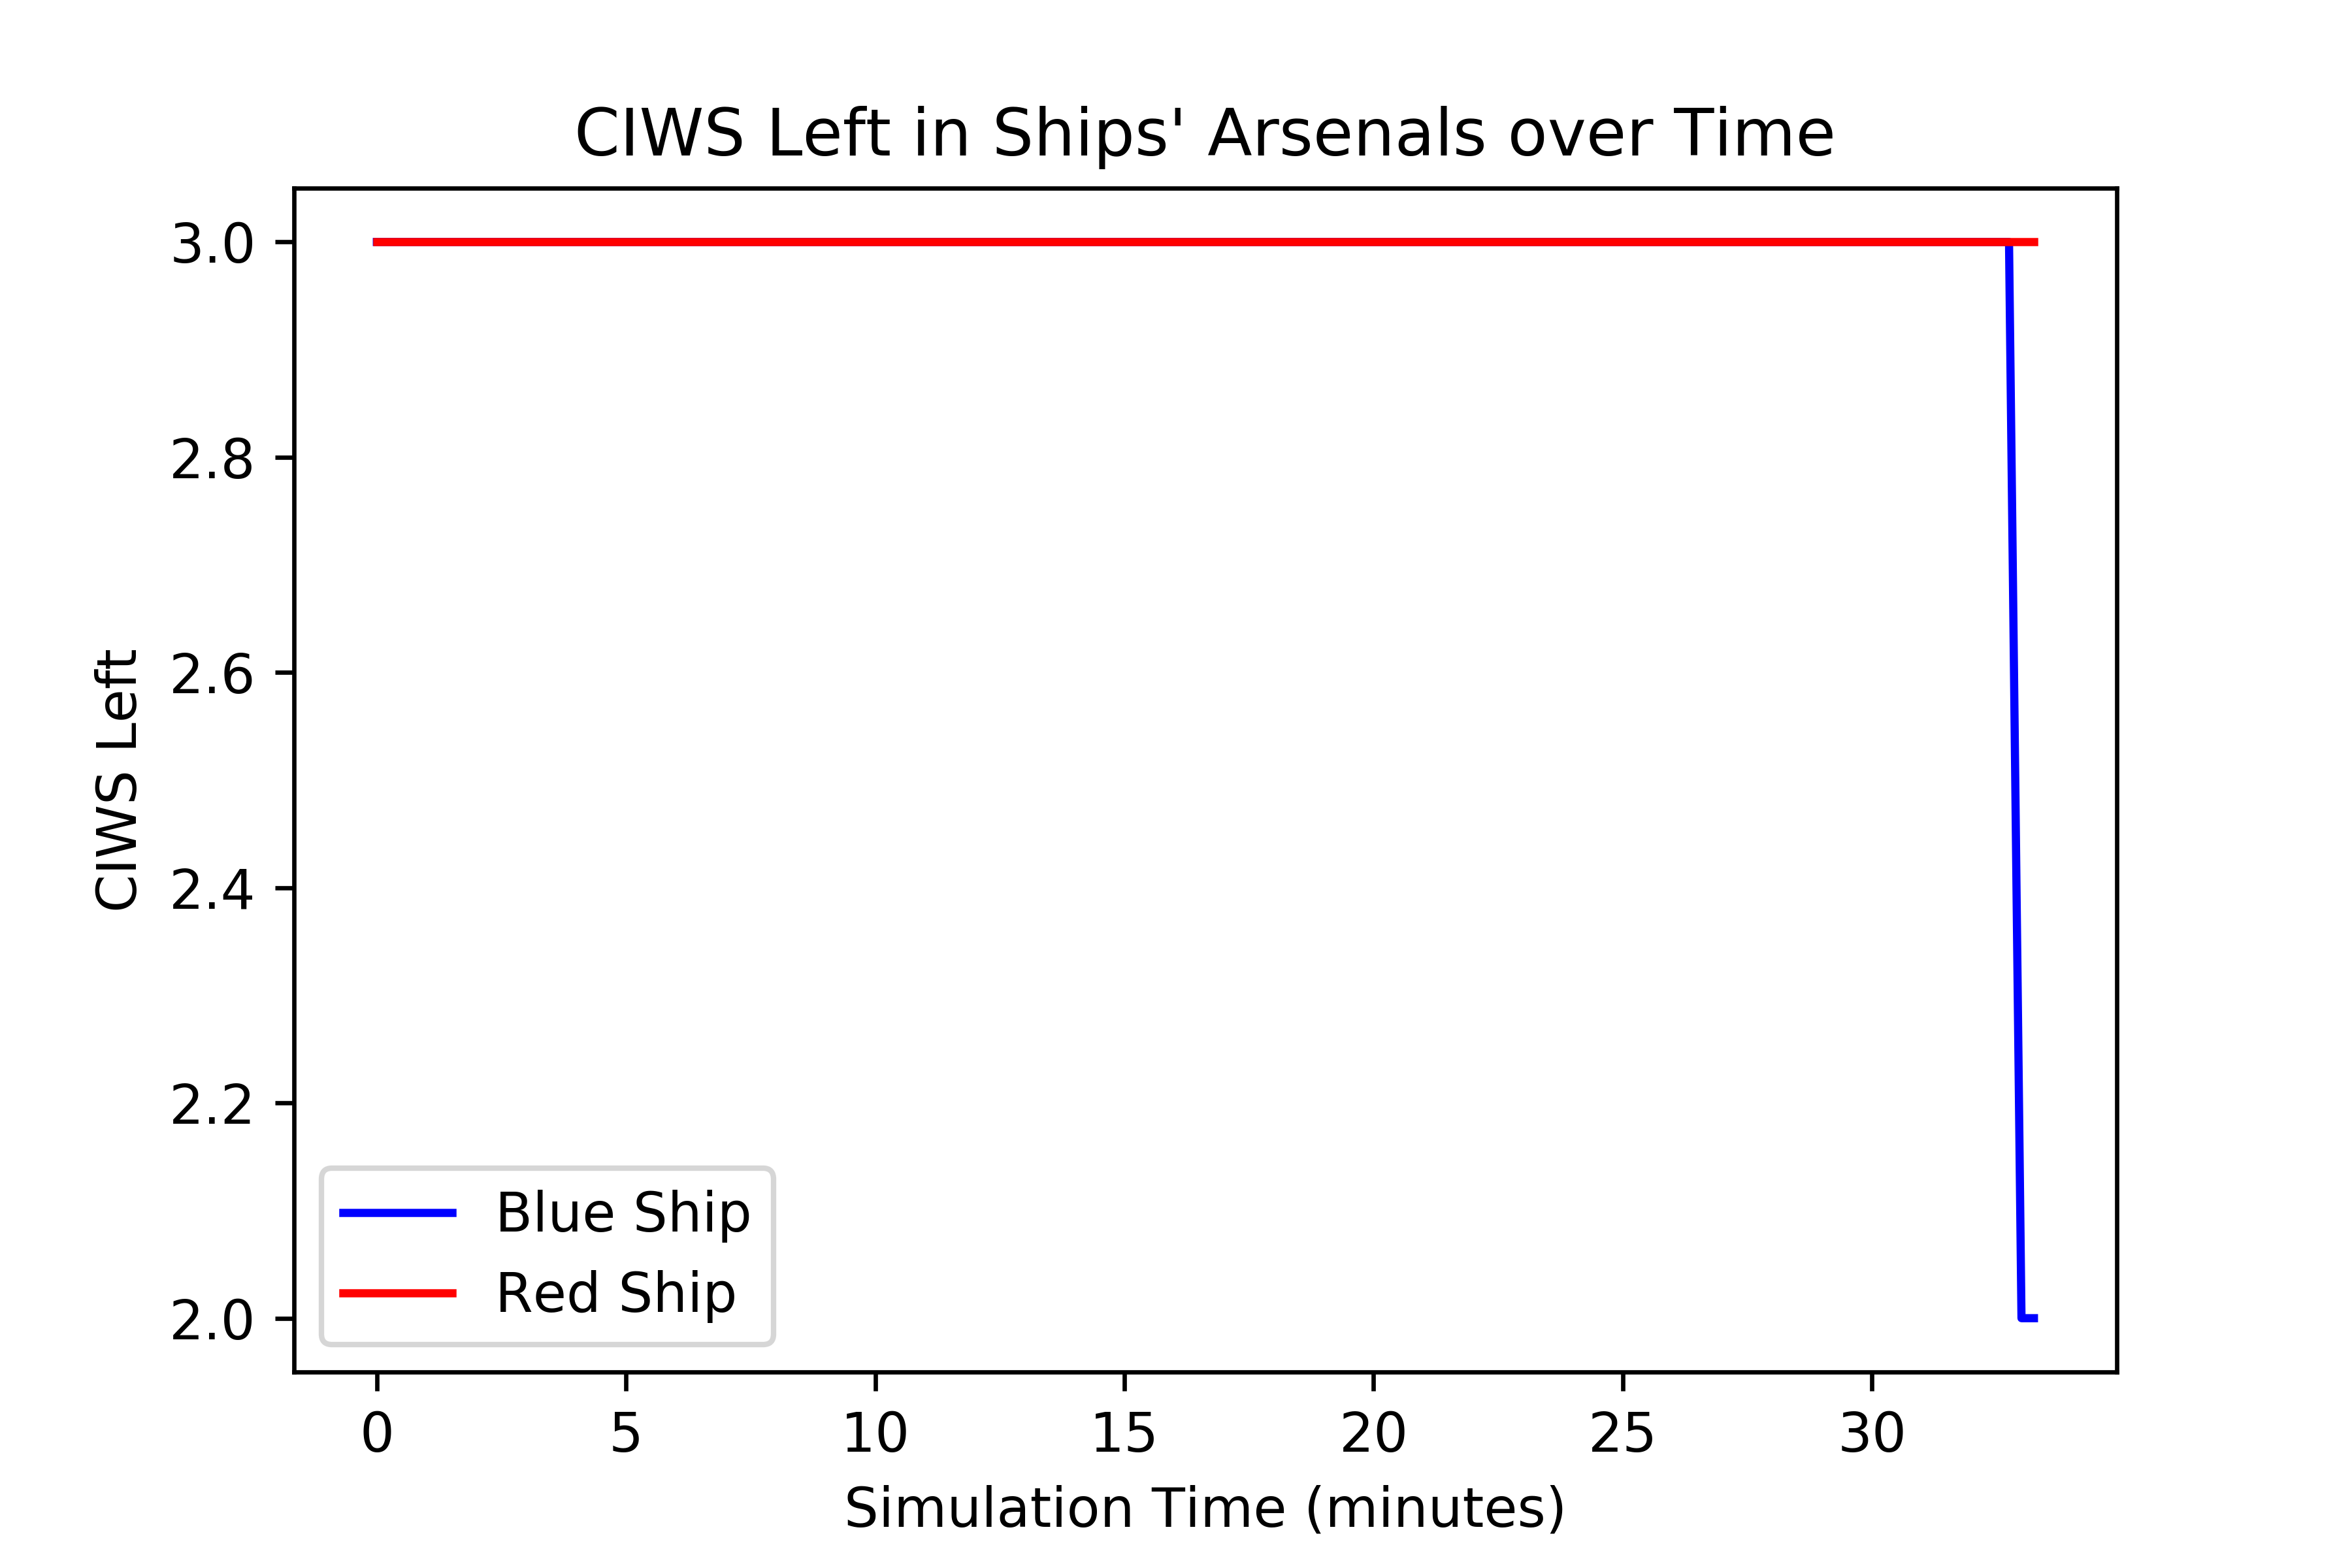 CIWS Left in Ships' Arsenals over Time
CIWS Left
3.0
2.8
2.6
2.4
2.2
2.0
Blue Ship
Red Ship
0 5 10 15 20 25 30
Simulation Time (minutes)